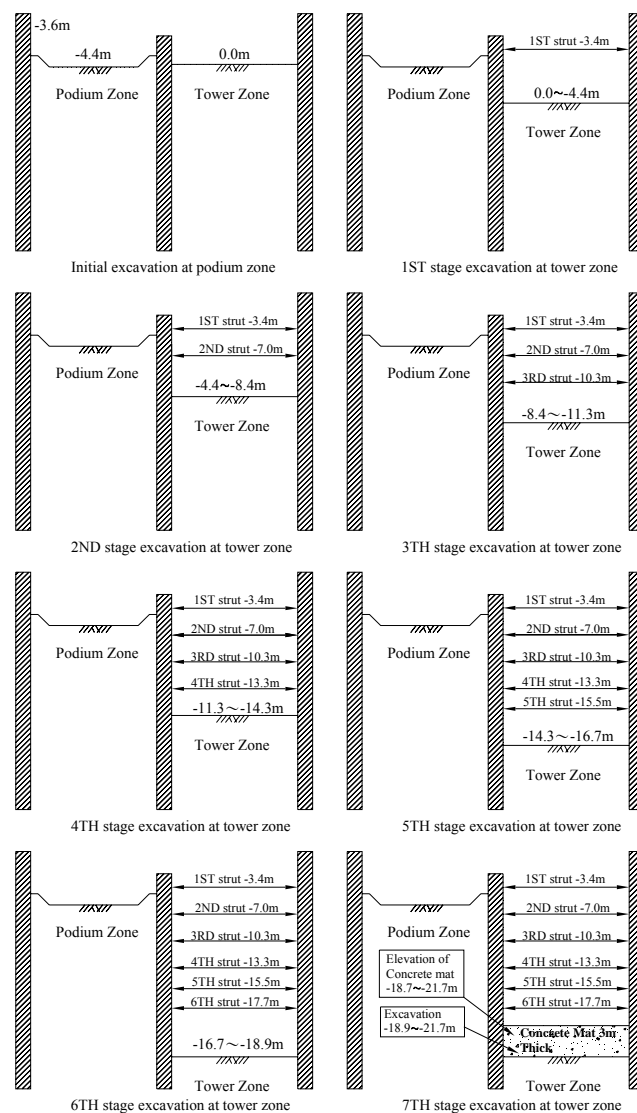 -3.6m
-4.4m
0.0m
Podium Zone
Tower Zone
Initial excavation at podium zone
1ST strut -3.4m
0.0~-4.4m
Podium Zone
Tower Zone
1ST stage excavation at tower zone
1ST strut -3.4m
2ND strut -7.0m
Podium Zone
-4.4~-8.4m
Tower Zone
2ND stage excavation at tower zone
1ST strut -3.4m
2ND strut -7.0m
Podium Zone
3RD strut -10.3m
-8.4~-11.3m
Tower Zone
3TH stage excavation at tower zone
1ST strut -3.4m
2ND strut -7.0m
Podium Zone
3RD strut -10.3m
4TH strut -13.3m
-11.3~-14.3m
Tower Zone
4TH stage excavation at tower zone
1ST strut -3.4m
2ND strut -7.0m
Podium Zone
3RD strut -10.3m
4TH strut -13.3m
5TH strut -15.5m
-14.3~-16.7m
Tower Zone
5TH stage excavation at tower zone
1ST strut -3.4m
2ND strut -7.0m
Podium Zone
3RD strut -10.3m
4TH strut -13.3m
5TH strut -15.5m
6TH strut -17.7m
-16.7~-18.9m
Tower Zone
6TH stage excavation at tower zone
1ST strut -3.4m
2ND strut -7.0m
Podium Zone
3RD strut -10.3m
4TH strut -13.3m
5TH strut -15.5m
6TH strut -17.7m
Elevation of
Concrete mat
-18.7~-21.7m
Excavation
-18.9~-21.7m
Concrete Mat 3m
Thick
Tower Zone
7TH stage excavation at tower zone